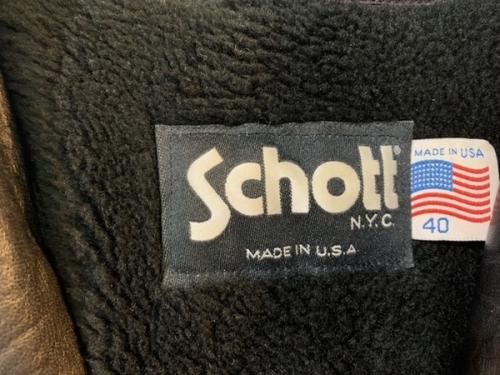 Schott
N.Y.C.
MADE IN U.S.A
MADE IN USA
40